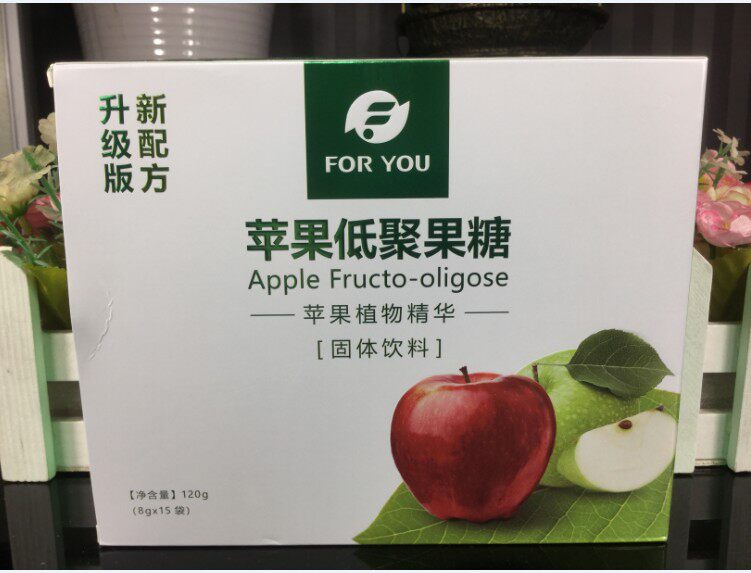 新配方
升级版
FOR YOU
苹果低聚果糖
Apple Fructo-oligose
苹果植物精华
[固体饮料]
【净含量】120g
(8gx15袋)